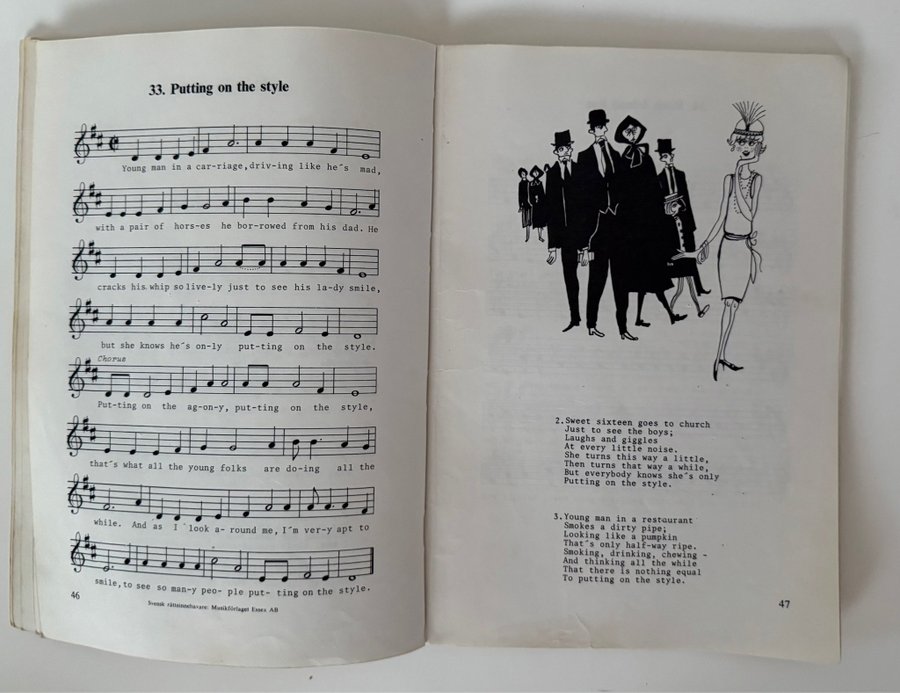 33. Putting on the style
Young man in a car-riage,driv-ing like he´s mad,
with a pair of hors-es he bor-rowed from his dad. He
cracks his whip so live-ly just to see his la-dy smile,
but she knows he´s on-ly put-ting on the style.
Chorus
Put-ting on the ag-on-y, put-ting on the style,
that´s what all the young folks are do-ing all the
while. And as I look a-round me, I´m ver-y apt to
smile, to see so man-y peo-ple put-ting on the style.
46
Svensk rättsinnehavare: Musikförlaget Essex AB
2.Sweet sixteen goes to church
Just to see the boys;
Laughs and giggles
At every little noise.
She turns this way a little,
Then turns that way a while,
But everybody knows she´s only
Putting on the style.
3.Young man in a restaurant
Smokes a dirty pipe;
Looking like a pumpkin
That´s only half-way ripe.
Smoking, drinking, chewing -
And thinking all the while
That there is nothing equal
To putting on the style.
47